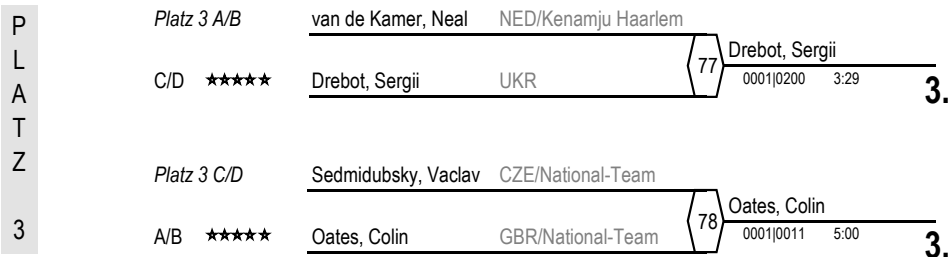 PLATZ 3
Platz 3 A/B van de Kamer, Neal NED/Kenamju Haarlem
77 Drebot, Sergii
0001|0200 3:29 3.
C/D ★★★★★ Drebot, Sergii UKR
Platz 3 C/D Sedmidubsky, Vaclav CZE/National-Team
78 Oates, Colin
0001|0011 5:00 3.
A/B ★★★★★ Oates, Colin GBR/National-Team